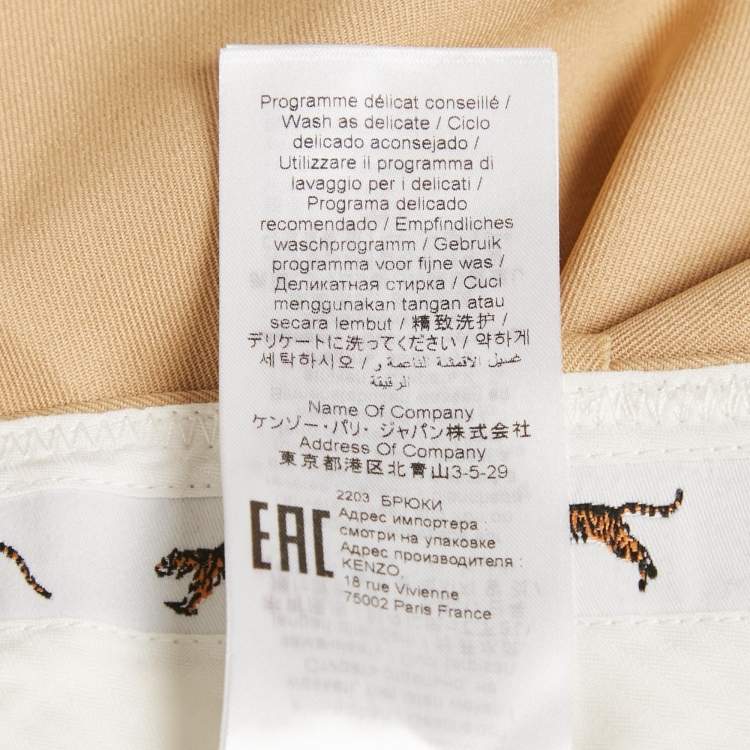 Programme délicat conseillé /
Wash as delicate / Ciclo
delicado aconsejado /
Utilizzare il programma di
lavaggio per i delicati /
Programa delicado
recomendado / Empfindliches
waschprogramm / Gebruik
programma voor fijne was /
Деликатная стирка / Cuci
menggunakan tangan atau
secara lembut / 精致洗护 /
デリケートに洗ってください / 약하게
세탁하시오 / غسيل الاقمشة الناعمة و
الرقيقة
Name Of Company
ケンゾー・パリ・ジャパン株式会社
Address Of Company
東京都港区北青山3-5-29
EAC
2203 БРЮКИ
Адрес импортера :
смотри на упаковке
Адрес производителя :
KENZO,
18 rue Vivienne
75002 Paris France